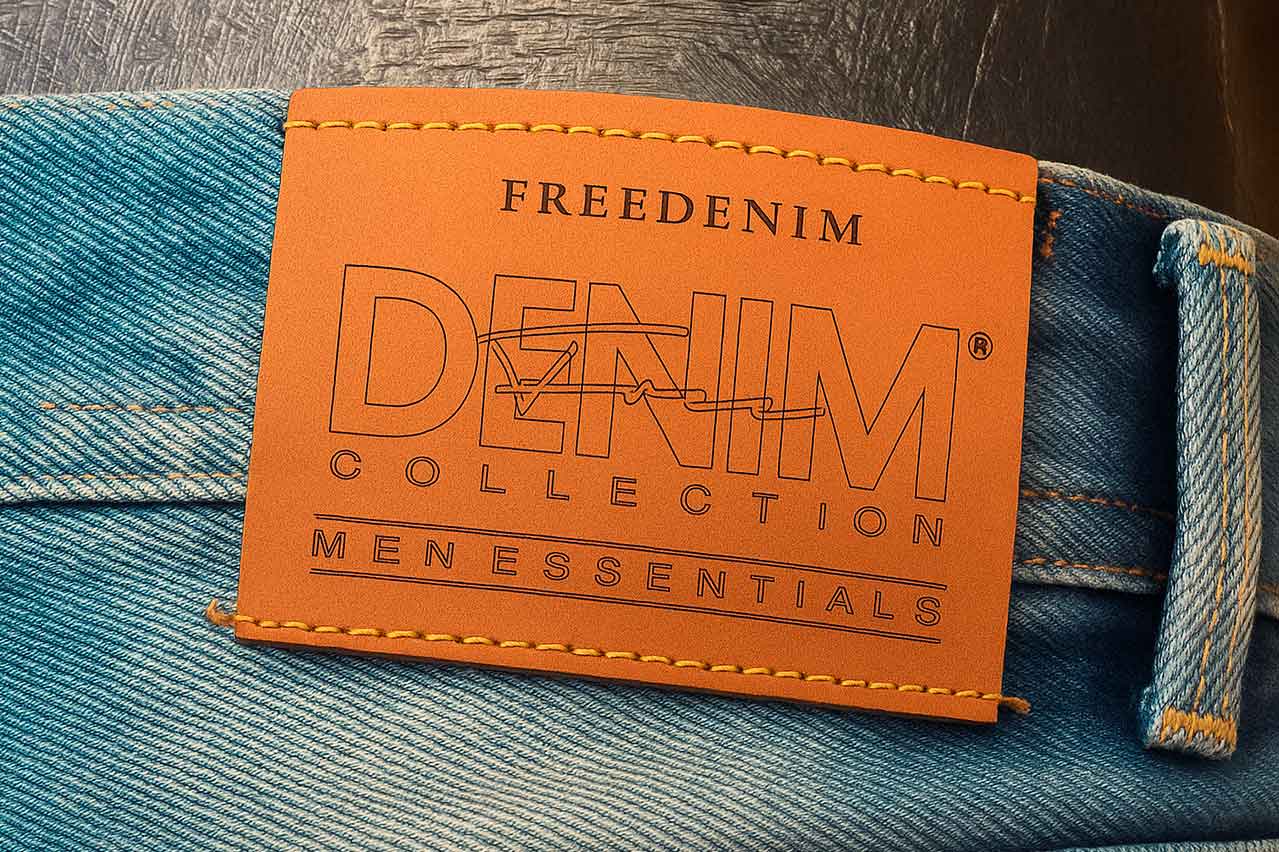 FREEDENIM
DENIM®
COLLECTION
MEN ESSENTIALS